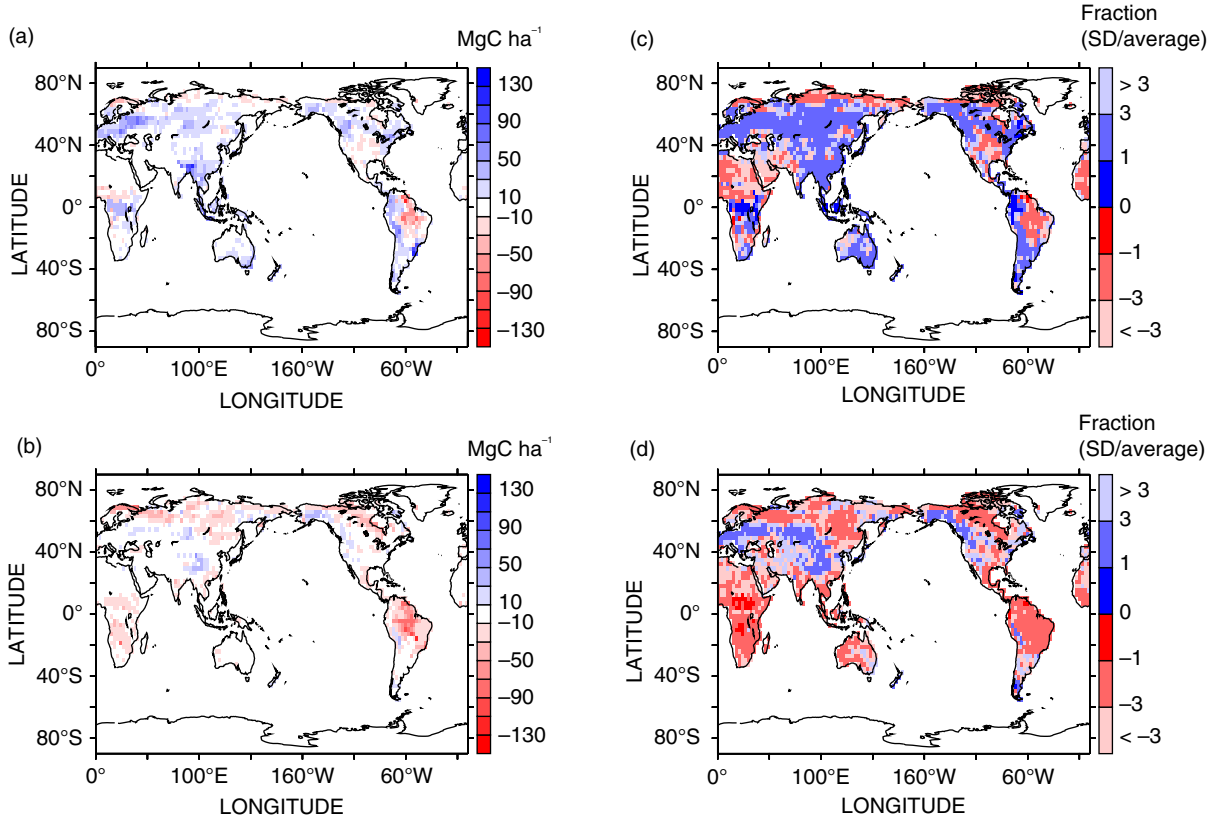 (a)
MgC ha⁻¹
80°N
40°N
0°
40°S
80°S
LATITUDE
0°
100°E
160°W
60°W
LONGITUDE
130
90
50
10
−10
−50
−90
−130
(c)
Fraction
(SD/average)
80°N
40°N
0°
40°S
80°S
LATITUDE
0°
100°E
160°W
60°W
LONGITUDE
> 3
3
1
0
−1
−3
< −3
(b)
MgC ha⁻¹
80°N
40°N
0°
40°S
80°S
LATITUDE
0°
100°E
160°W
60°W
LONGITUDE
130
90
50
10
−10
−50
−90
−130
(d)
Fraction
(SD/average)
80°N
40°N
0°
40°S
80°S
LATITUDE
0°
100°E
160°W
60°W
LONGITUDE
> 3
3
1
0
−1
−3
< −3